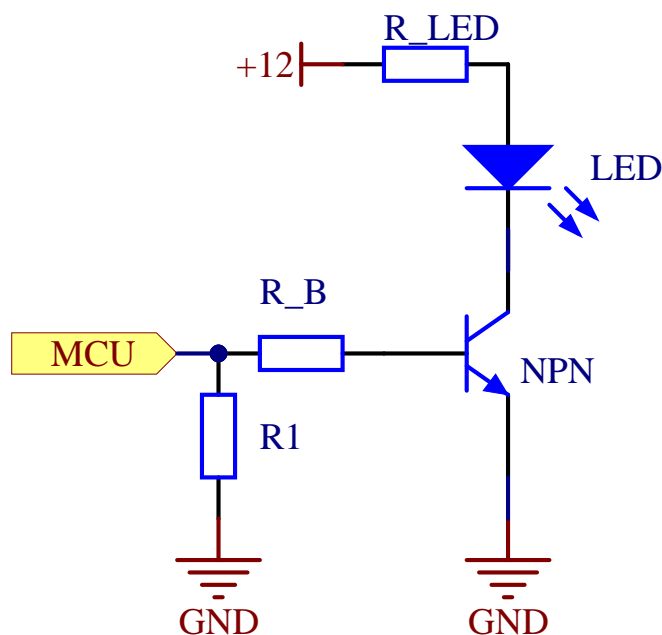 R_LED
+12
LED
R_B
MCU
NPN
R1
GND
GND